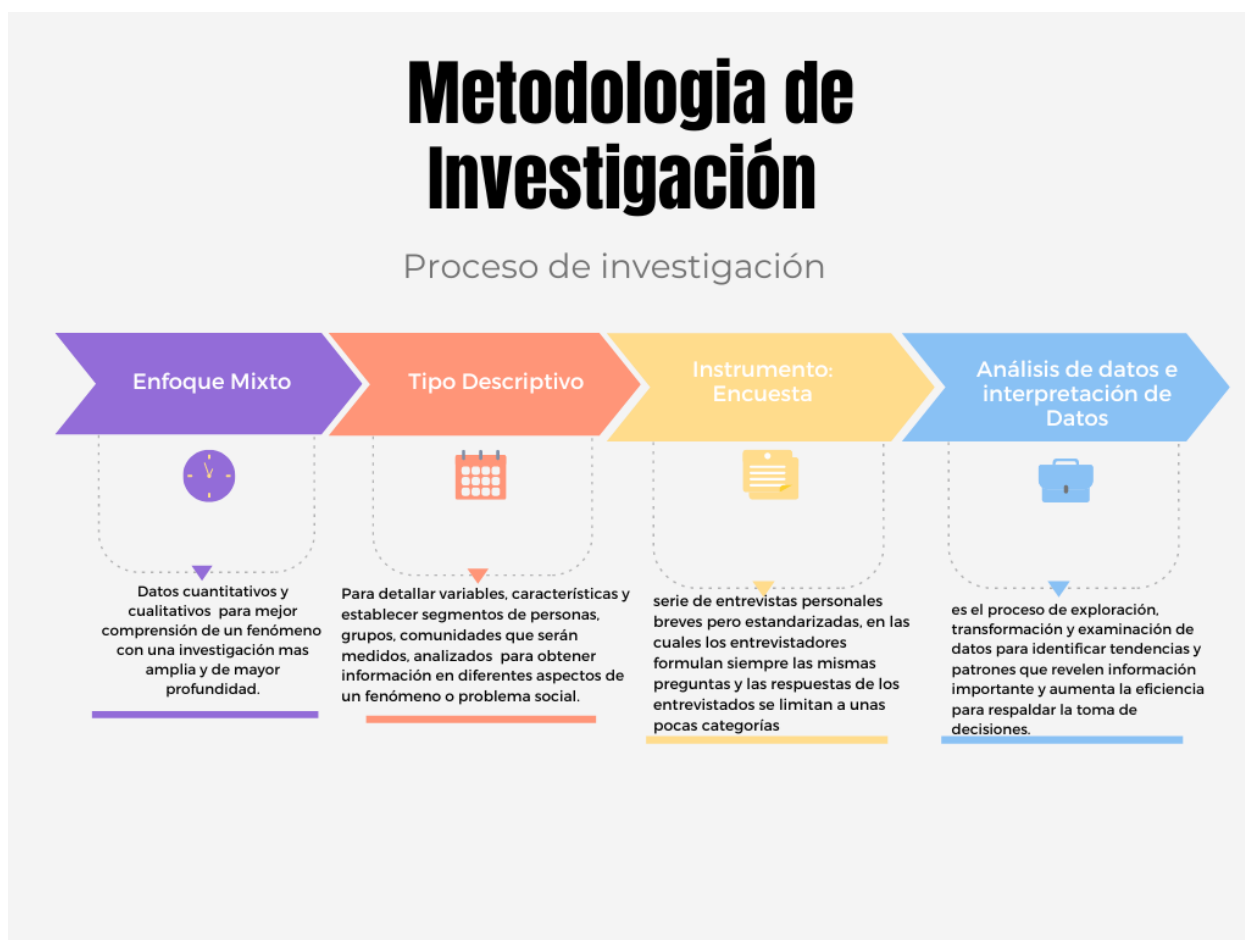 Metodologia de
Investigación
Proceso de investigación
Enfoque Mixto
Tipo Descriptivo
Instrumento:
Encuesta
Análisis de datos e
interpretación de
Datos
Datos cuantitativos y
cualitativos para mejor
comprensión de un fenómeno
con una investigación mas
amplia y de mayor
profundidad.
Para detallar variables, características y
establecer segmentos de personas,
grupos, comunidades que serán
medidos, analizados para obtener
información en diferentes aspectos de
un fenómeno o problema social.
serie de entrevistas personales
breves pero estandarizadas, en las
cuales los entrevistadores
formulan siempre las mismas
preguntas y las respuestas de los
entrevistados se limitan a unas
pocas categorías
es el proceso de exploración,
transformación y examinación de
datos para identificar tendencias y
patrones que revelen información
importante y aumenta la eficiencia
para respaldar la toma de
decisiones.